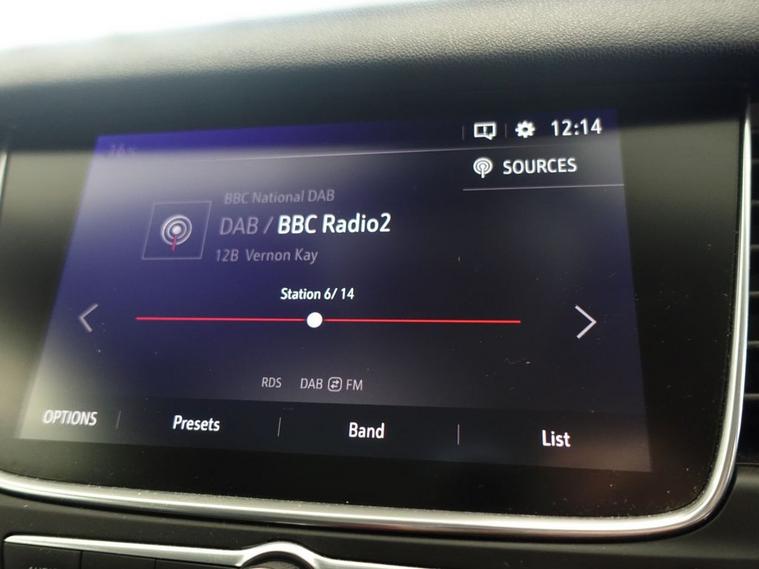 12:14
SOURCES
BBC National DAB
DAB / BBC Radio2
12B Vernon Kay
Station 6/ 14
RDS DAB FM
OPTIONS Presets Band List